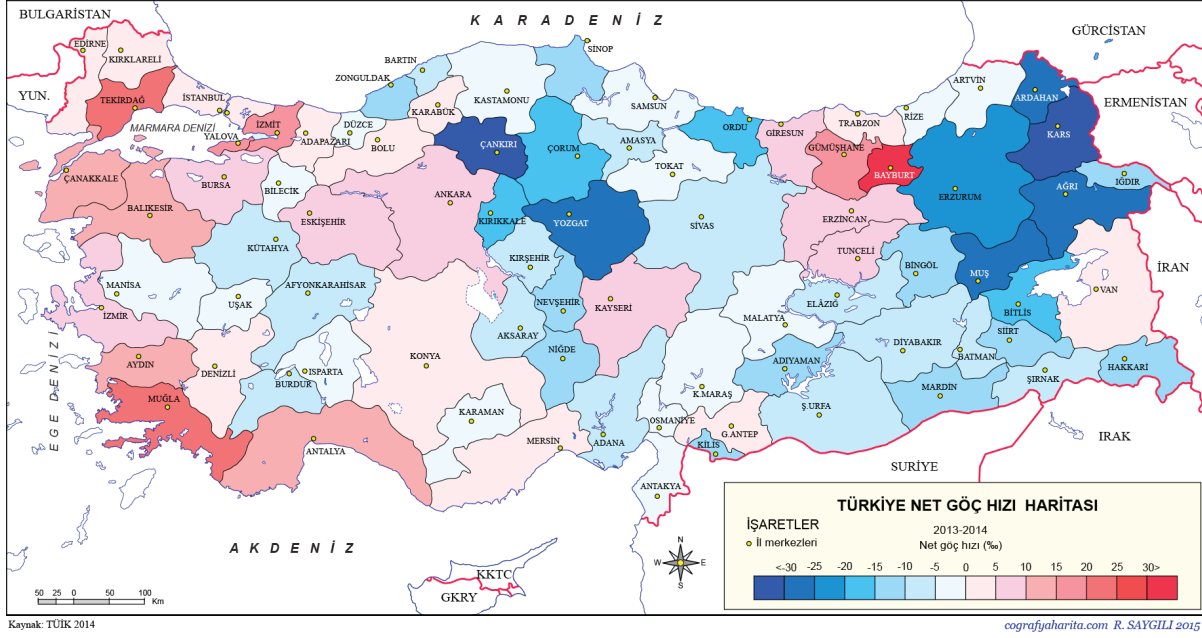 BULGARİSTAN
K A R A D E N İ Z
GÜRCİSTAN
EDİRNE
KIRKLARELİ
SİNOP
BARTIN
ZONGULDAK
KASTAMONU
ARTVİN
YUN.
TEKİRDAĞ
İSTANBUL
KARABÜK
SAMSUN
ARDAHAN
ERMENİSTAN
MARMARA DENİZİ
İZMİT
DÜZCE
ORDU
GİRESUN
TRABZON
RİZE
KARS
YALOVA
ADAPAZARI
BOLU
ÇANKIRI
ÇORUM
AMASYA
GÜMÜŞHANE
TOKAT
BAYBURT
IĞDIR
ÇANAKKALE
BURSA
BİLECİK
ANKARA
AĞRI
BALIKESİR
ESKİŞEHİR
KIRIKKALE
YOZGAT
SİVAS
ERZİNCAN
ERZURUM
KÜTAHYA
KIRŞEHİR
TUNCELİ
BİNGÖL
MUŞ
İRAN
MANİSA
AFYONKARAHİSAR
UŞAK
NEVŞEHİR
KAYSERİ
ELÂZIĞ
VAN
İZMİR
MALATYA
BİTLİS
AKSARAY
SİİRT
EGE DENİZİ
AYDIN
DENİZLİ
KONYA
NİĞDE
DİYABAKIR
BATMAN
BURDUR
ISPARTA
ADIYAMAN
ŞIRNAK
HAKKARİ
MARDİN
K.MARAŞ
MUĞLA
KARAMAN
Ş.URFA
OSMANİYE
G.ANTEP
ANTALYA
MERSİN
ADANA
KİLİS
IRAK
SURİYE
ANTAKYA
A K D E N İ Z
KKTC
GKRY
N
W E
S
TÜRKİYE NET GÖÇ HIZI HARİTASI
İŞARETLER
İl merkezleri
2013-2014
Net göç hızı (‰)
<-30 -25 -20 -15 -10 -5 0 5 10 15 20 25 30>
50 25 0 50 100
Km
Kaynak: TÜİK 2014
cografyaharita.com R. SAYGILI 2015